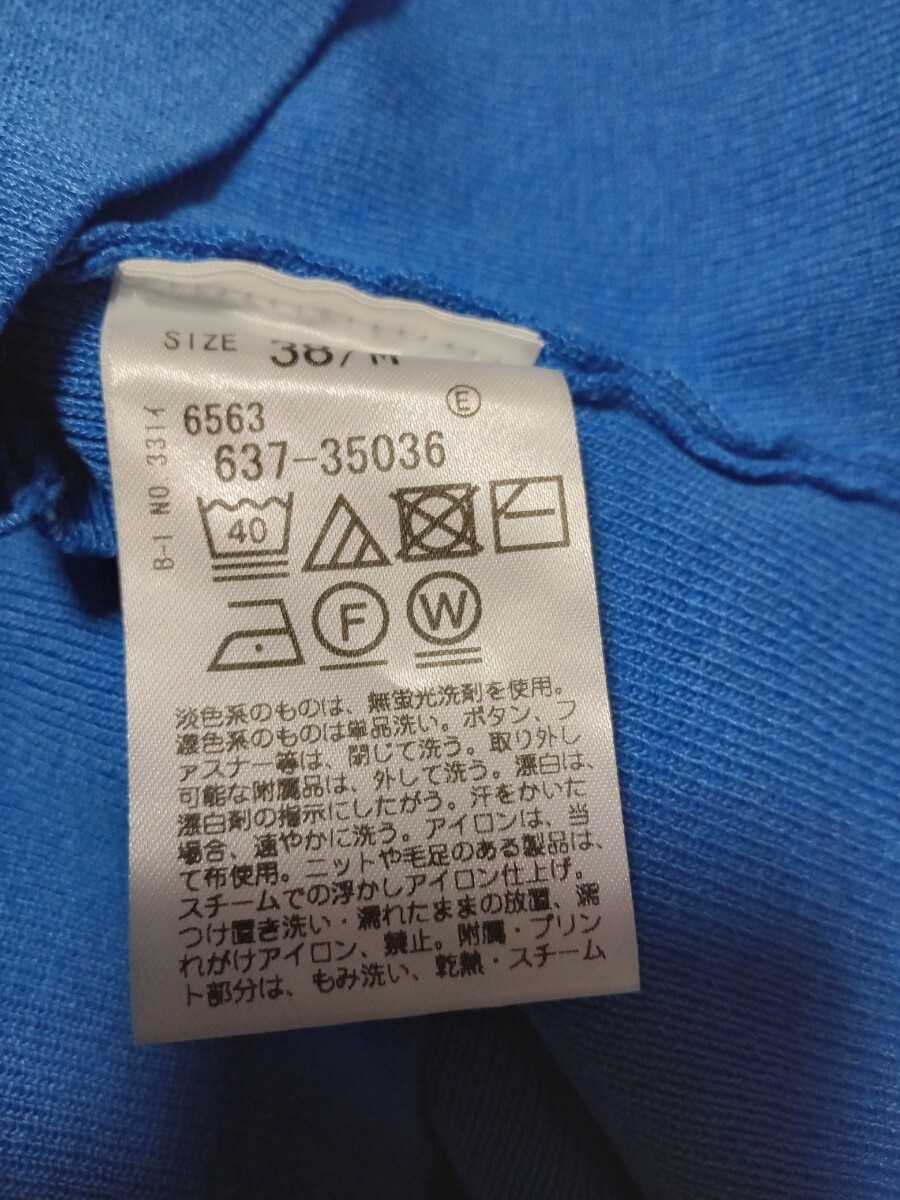 SIZE 38/M
E
6563
637-35036
B-1 NO 331イ
40
F W
淡色系のものは、無蛍光洗剤を使用。
濃色系のものは単品洗い。ボタン、フ
ァスナー等は、閉じて洗う。取り外し
可能な附属品は、外して洗う。漂白は、
漂白剤の指示にしたがう。汗をかいた
場合、速やかに洗う。アイロンは、当
て布使用。ニットや毛足のある製品は、
スチームでの浮かしアイロン仕上げ。
つけ置き洗い・濡れたままの放置、濡
れがけアイロン、禁止。附属・プリン
ト部分は、もみ洗い、乾熱・スチーム